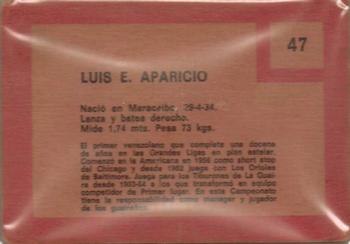 47
LUIS E. APARICIO
Nació en Maracaibo, 29-4-34.
Lanza y batea derecho.
Mide 1,74 mts. Pesa 73 kgs.
El primer venezolano que completa una docena
de años en las Grandes Ligas en plan estelar.
Comenzó en la Americana en 1956 como short stop
del Chicago y desde 1962 juega con Los Orioles
de Baltimore. Juega para los Tiburones de La Guai-
ra desde 1963-64 a los que transformó en equipo
competidor de Primer lugar. En este Campeonato
tiene la responsabilidad como manager y jugador
de los guaireños.